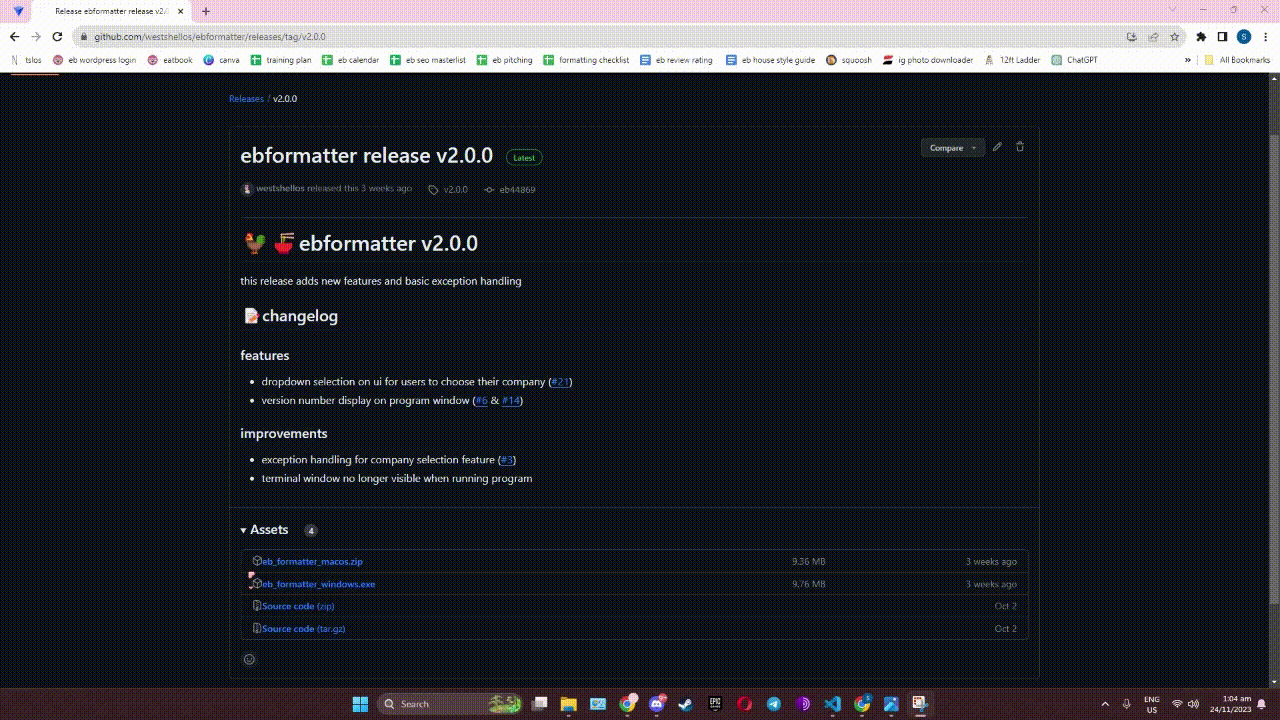 Release ebformatter release v2.0
github.com/westshellos/ebformatter/releases/tag/v2.0.0
S
tslos
eb wordpress login
eatbook
canva
training plan
eb calendar
eb seo masterlist
eb pitching
formatting checklist
eb review rating
eb house style guide
squoosh
ig photo downloader
12ft Ladder
ChatGPT
»
All Bookmarks
Releases / v2.0.0
ebformatter release v2.0.0 Latest
Compare
westshellos released this 3 weeks ago v2.0.0 eb44869
ebformatter v2.0.0
this release adds new features and basic exception handling
changelog
features
• dropdown selection on ui for users to choose their company (#21)
• version number display on program window (#6 & #14)
improvements
• exception handling for company selection feature (#3)
• terminal window no longer visible when running program
Assets 4
eb_formatter_macos.zip 9.36 MB 3 weeks ago
eb_formatter_windows.exe 9.76 MB 3 weeks ago
Source code (zip) Oct 2
Source code (tar.gz) Oct 2
Search
EPIC
ENG
US
1:04 am
24/11/2023